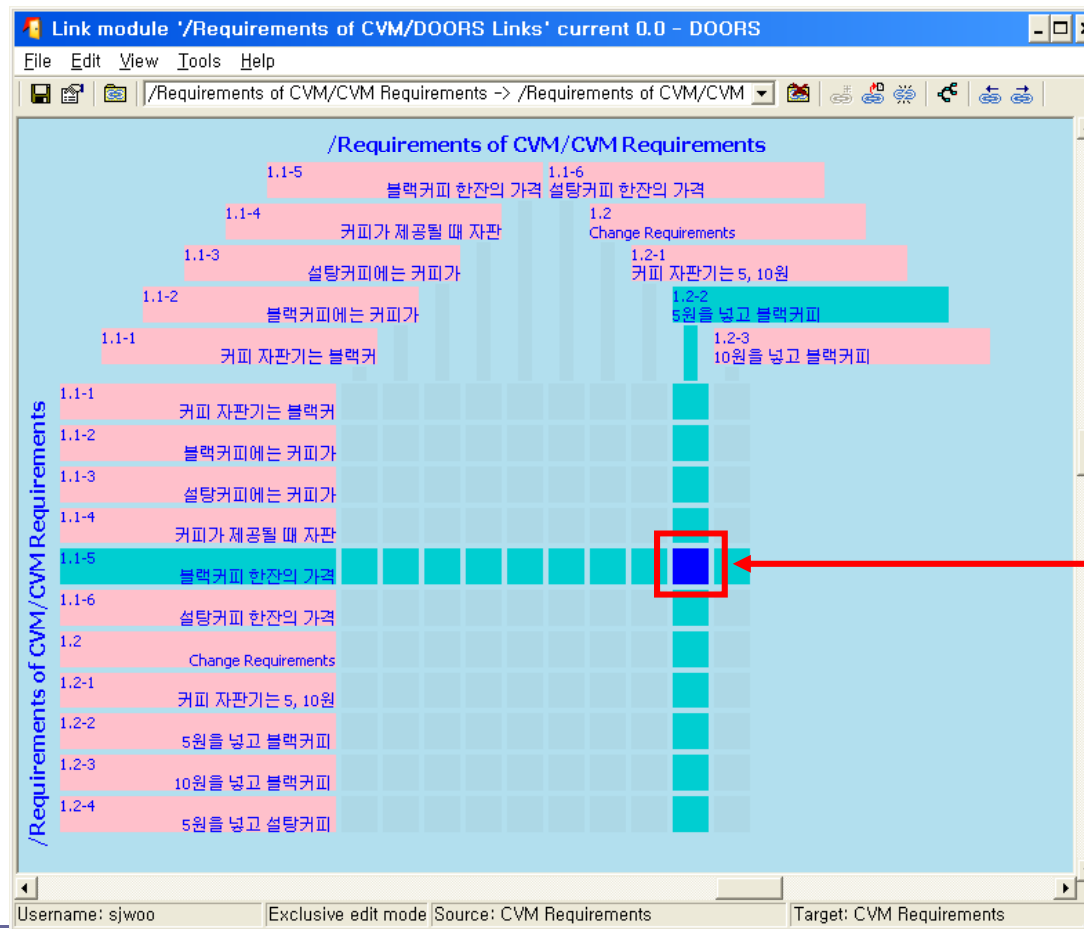 Link module '/Requirements of CVM/DOORS Links' current 0.0 - DOORS
File Edit View Tools Help
/Requirements of CVM/CVM Requirements -> /Requirements of CVM/CVM
/Requirements of CVM/CVM Requirements
1.1-5
블랙커피 한잔의 가격
1.1-6
설탕커피 한잔의 가격
1.1-4
커피가 제공될 때 자판
1.2
Change Requirements
1.1-3
설탕커피에는 커피가
1.2-1
커피 자판기는 5, 10원
1.1-2
블랙커피에는 커피가
1.2-2
5원을 넣고 블랙커피
1.1-1
커피 자판기는 블랙커
1.2-3
10원을 넣고 블랙커피
/Requirements of CVM/CVM Requirements
1.1-1
커피 자판기는 블랙커
1.1-2
블랙커피에는 커피가
1.1-3
설탕커피에는 커피가
1.1-4
커피가 제공될 때 자판
1.1-5
블랙커피 한잔의 가격
1.1-6
설탕커피 한잔의 가격
1.2
Change Requirements
1.2-1
커피 자판기는 5, 10원
1.2-2
5원을 넣고 블랙커피
1.2-3
10원을 넣고 블랙커피
1.2-4
5원을 넣고 설탕커피
Username: sjwoo
Exclusive edit mode
Source: CVM Requirements
Target: CVM Requirements